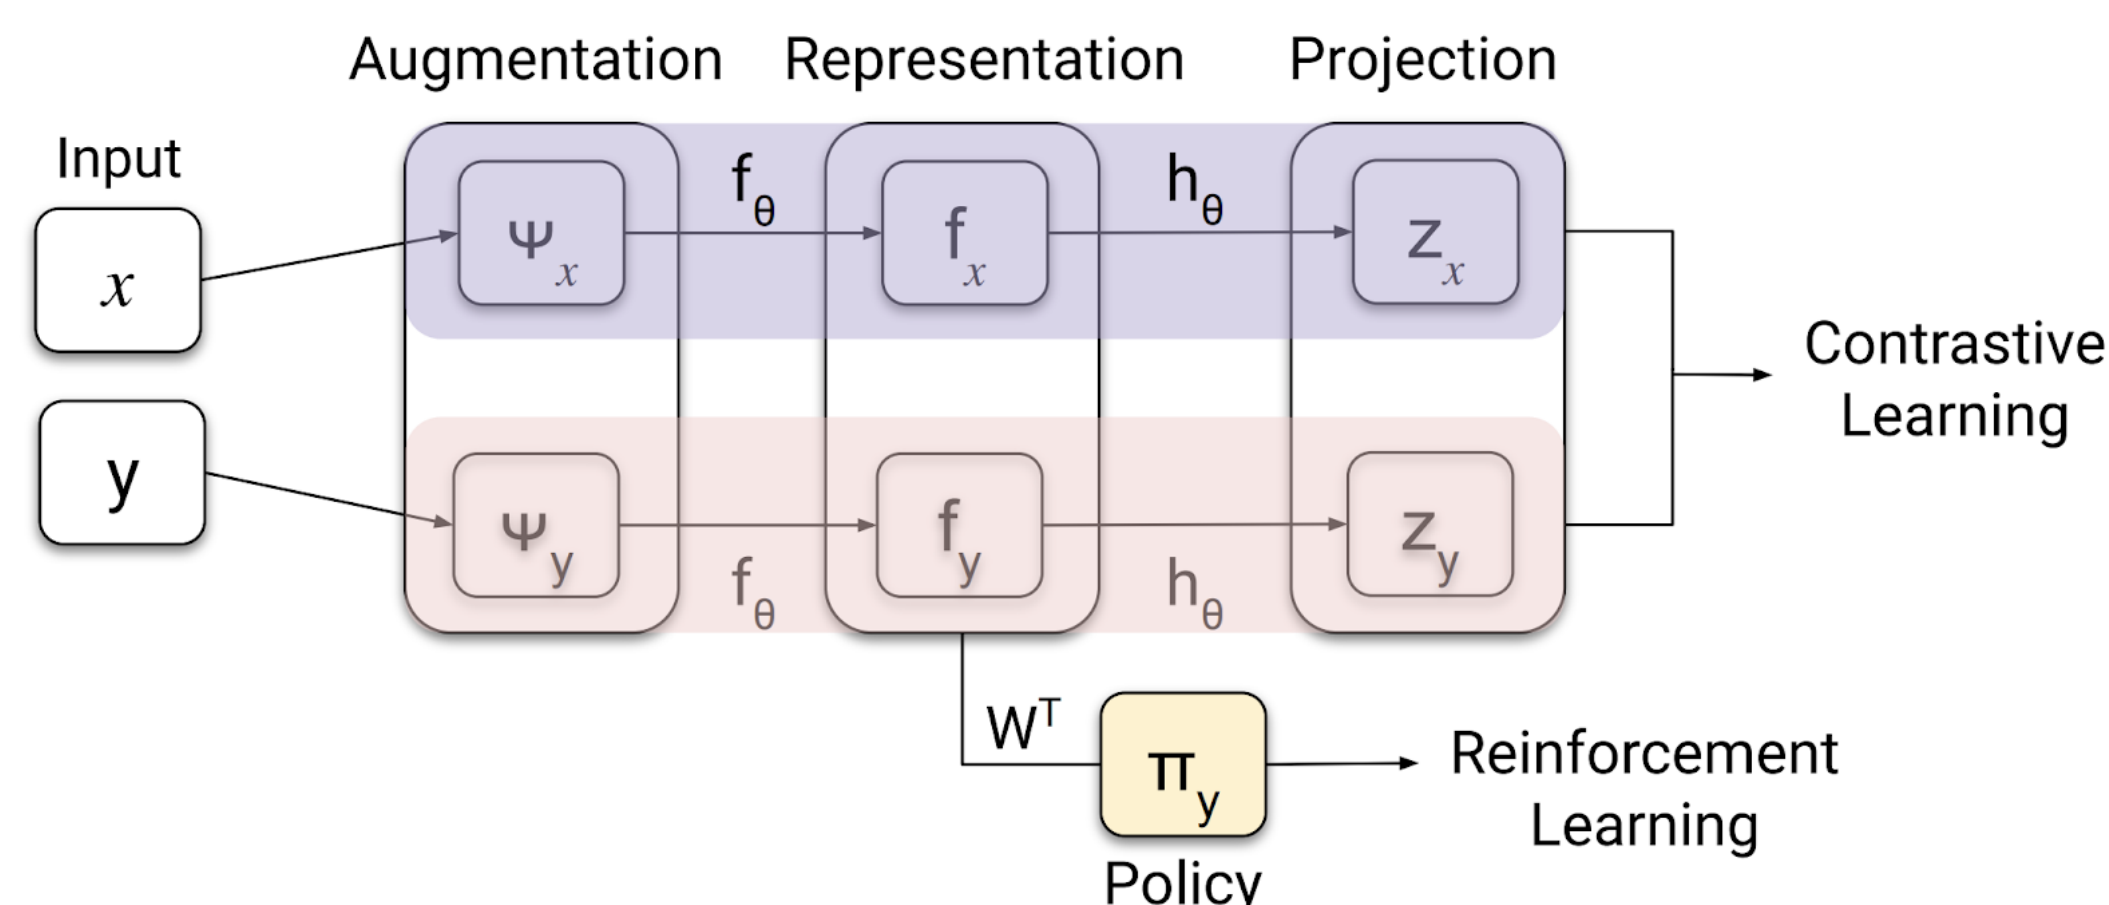 Augmentation Representation Projection
Input
f_θ h_θ
x Ψ_x f_x z_x
Contrastive
Learning
y Ψ_y f_y z_y
f_θ h_θ
W^T
π_y
Reinforcement
Learning
Policy